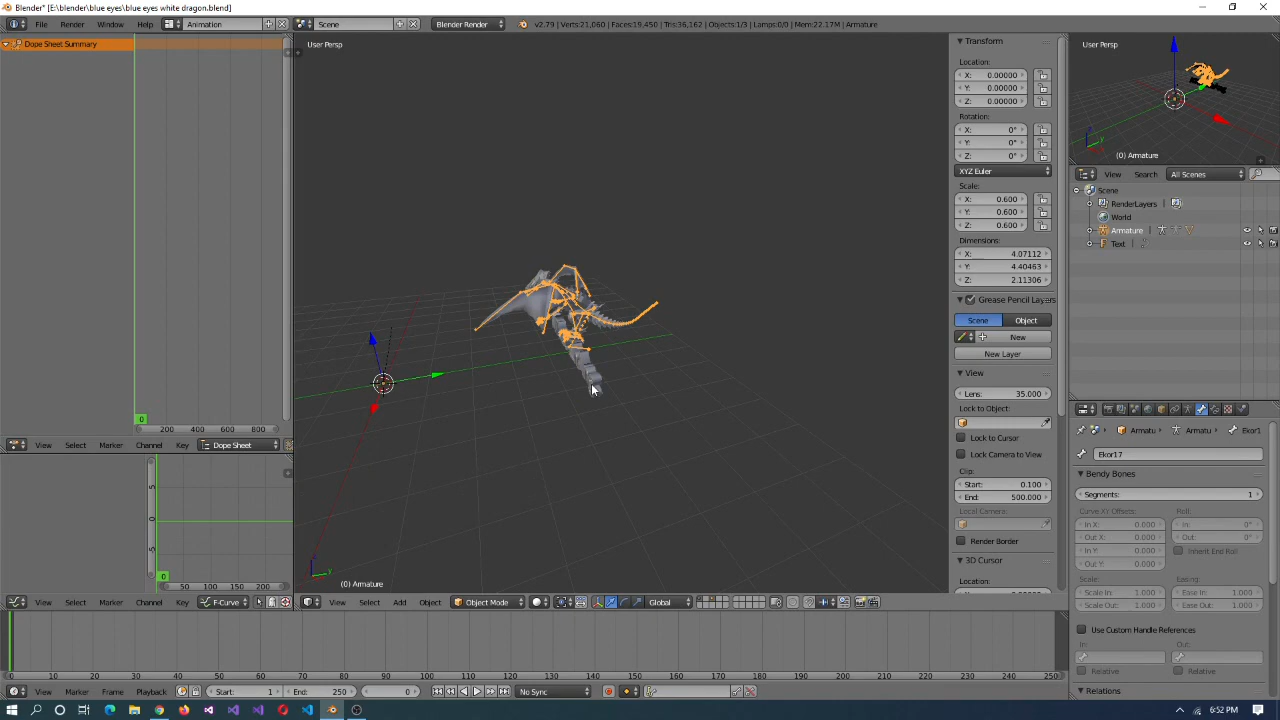 Blender* [E:\blender\blue eyes\blue eyes white dragon.blend]
File Render Window Help Animation Scene Blender Render v2.79 | Verts:21,060 | Faces:19,450 | Tris:36,162 | Objects:1/3 | Lamps:0/0 | Mem:22.17M | Armature
Dope Sheet Summary
0
200 400 600 800
View Select Marker Channel Key Dope Sheet
5
0
-5
0
50 100 150 200
View Select Marker Channel Key F-Curve
User Persp
(0) Armature
View Select Add Object Object Mode Global
Transform
Location:
X: 0.00000
Y: 0.00000
Z: 0.00000
Rotation:
X: 0°
Y: 0°
Z: 0°
XYZ Euler
Scale:
X: 0.600
Y: 0.600
Z: 0.600
Dimensions:
X: 4.07112
Y: 4.40463
Z: 2.11306
Grease Pencil Layers
Scene Object
New
New Layer
View
Lens: 35.000
Lock to Object:
Lock to Cursor
Lock Camera to View
Clip:
Start: 0.100
End: 500.000
Local Camera:
Render Border
3D Cursor
Location:
User Persp
(0) Armature
View Search All Scenes
Scene
RenderLayers
World
Armature
Text
Armatu Armatu Ekor1
Ekor17
Bendy Bones
Segments: 1
Curve XY Offsets: Roll:
In X: 0.000 In: 0°
Out X: 0.000 Out: 0°
In Y: 0.000 Inherit End Roll
Out Y: 0.000
Scale: Easing:
Scale In: 1.000 Ease In: 1.000
Scale Out: 1.000 Ease Out: 1.000
Use Custom Handle References
In: Out:
Relative Relative
Relations
0 10 20 30 40 50 60 70 80 90 100 110 120 130 140 150 160 170 180 190 200 210 220 230 240 250
View Marker Frame Playback Start: 1 End: 250 0 No Sync
6:52 PM